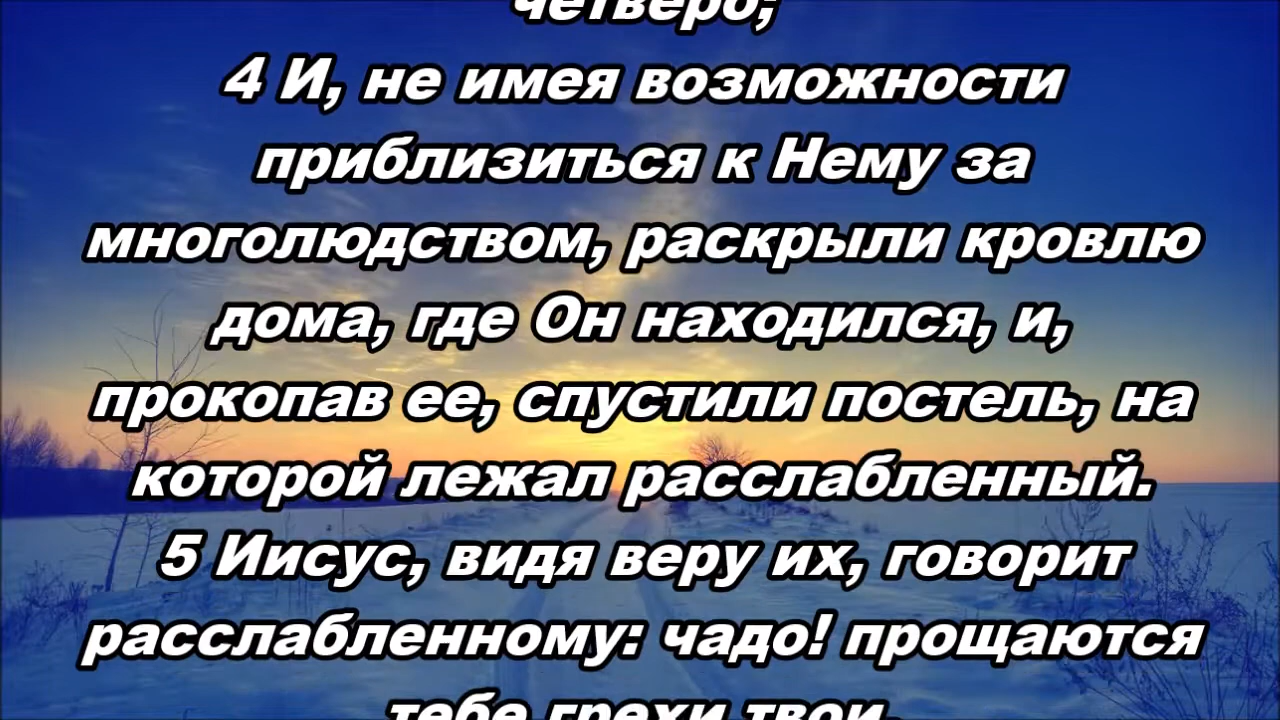 четверо;
4 И, не имея возможности
приблизиться к Нему за
многолюдством, раскрыли кровлю
дома, где Он находился, и,
прокопав ее, спустили постель, на
которой лежал расслабленный.
5 Иисус, видя веру их, говорит
расслабленному: чадо! прощаются
тебе грехи твои.